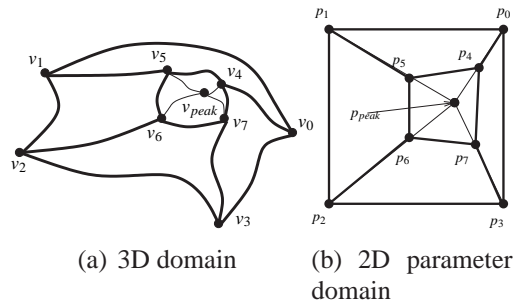 p1 p0
v5
v1 v4 p5 p4
vpeak v0 ppeak
v6 v7
v2 p6 p7
v3 p2 p3
(a) 3D domain (b) 2D parameter
domain